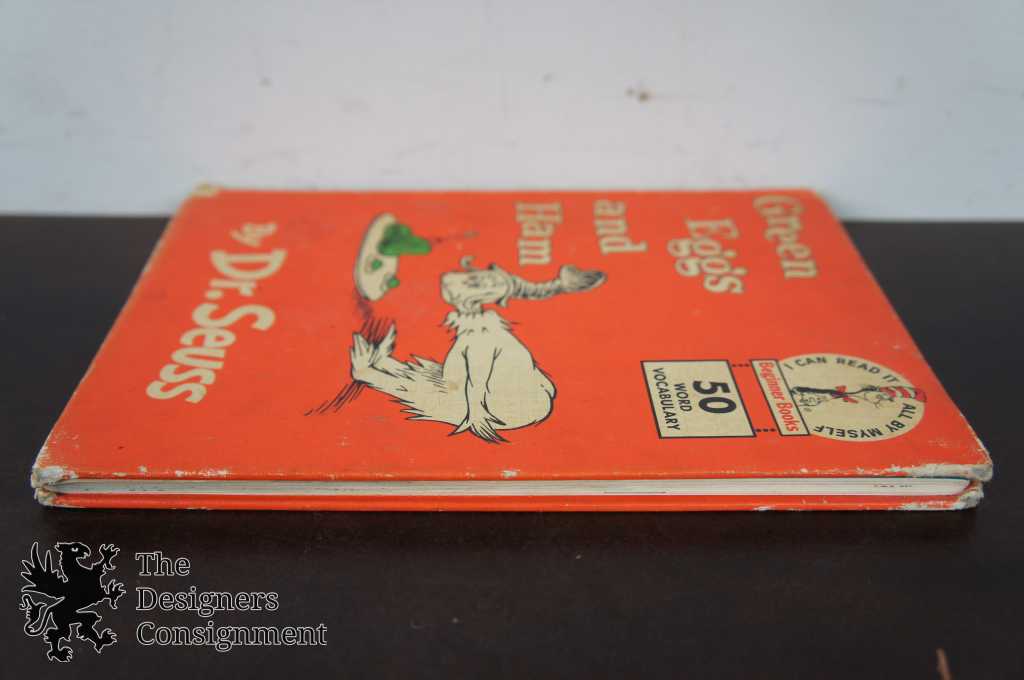 Green
Eggs
and
Ham
By
Dr. Seuss
I CAN READ IT
ALL BY MYSELF
Beginner Books
50
WORD
VOCABULARY
The
Designers
Consignment